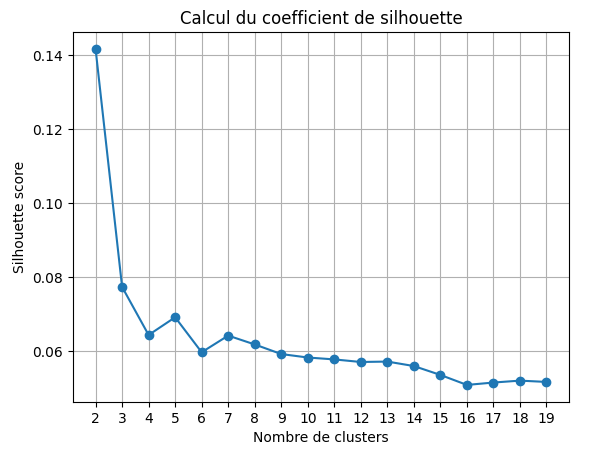 Calcul du coefficient de silhouette
0.14
0.12
0.10
0.08
0.06
Silhouette score
2 3 4 5 6 7 8 9 10 11 12 13 14 15 16 17 18 19
Nombre de clusters